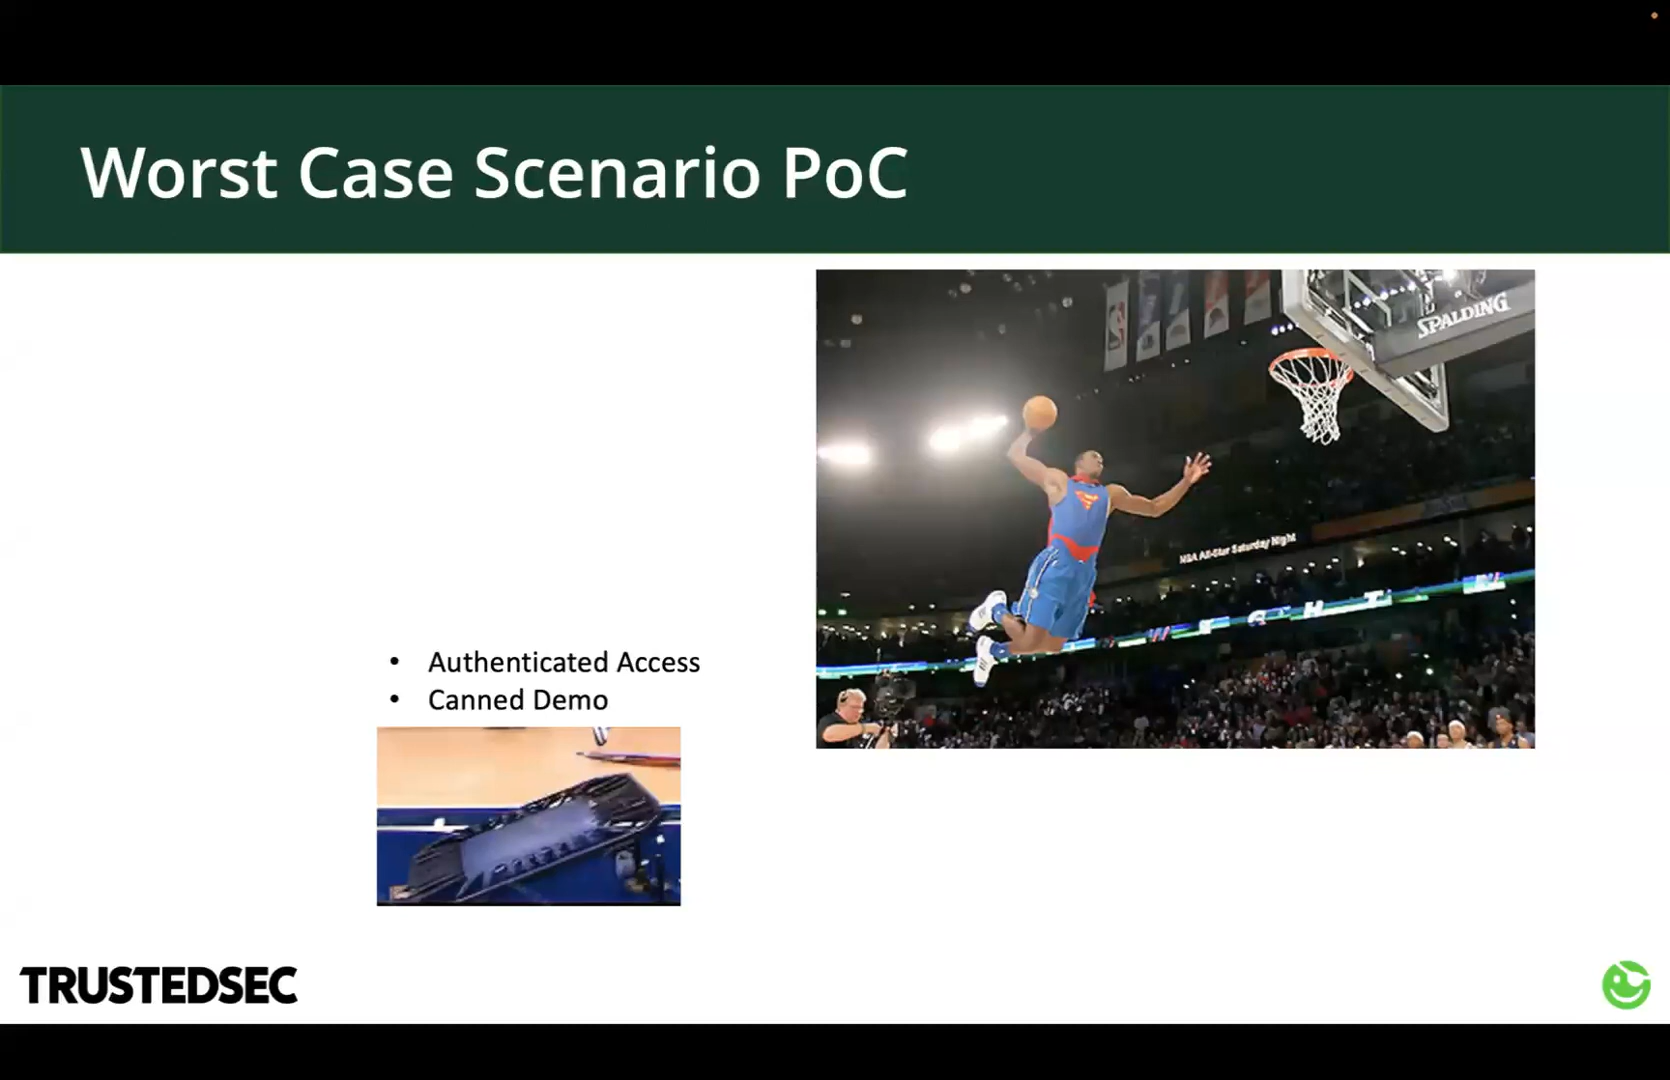 Worst Case Scenario PoC
SPALDING
NBA All-Star Saturday Night
• Authenticated Access
• Canned Demo
TRUSTEDSEC